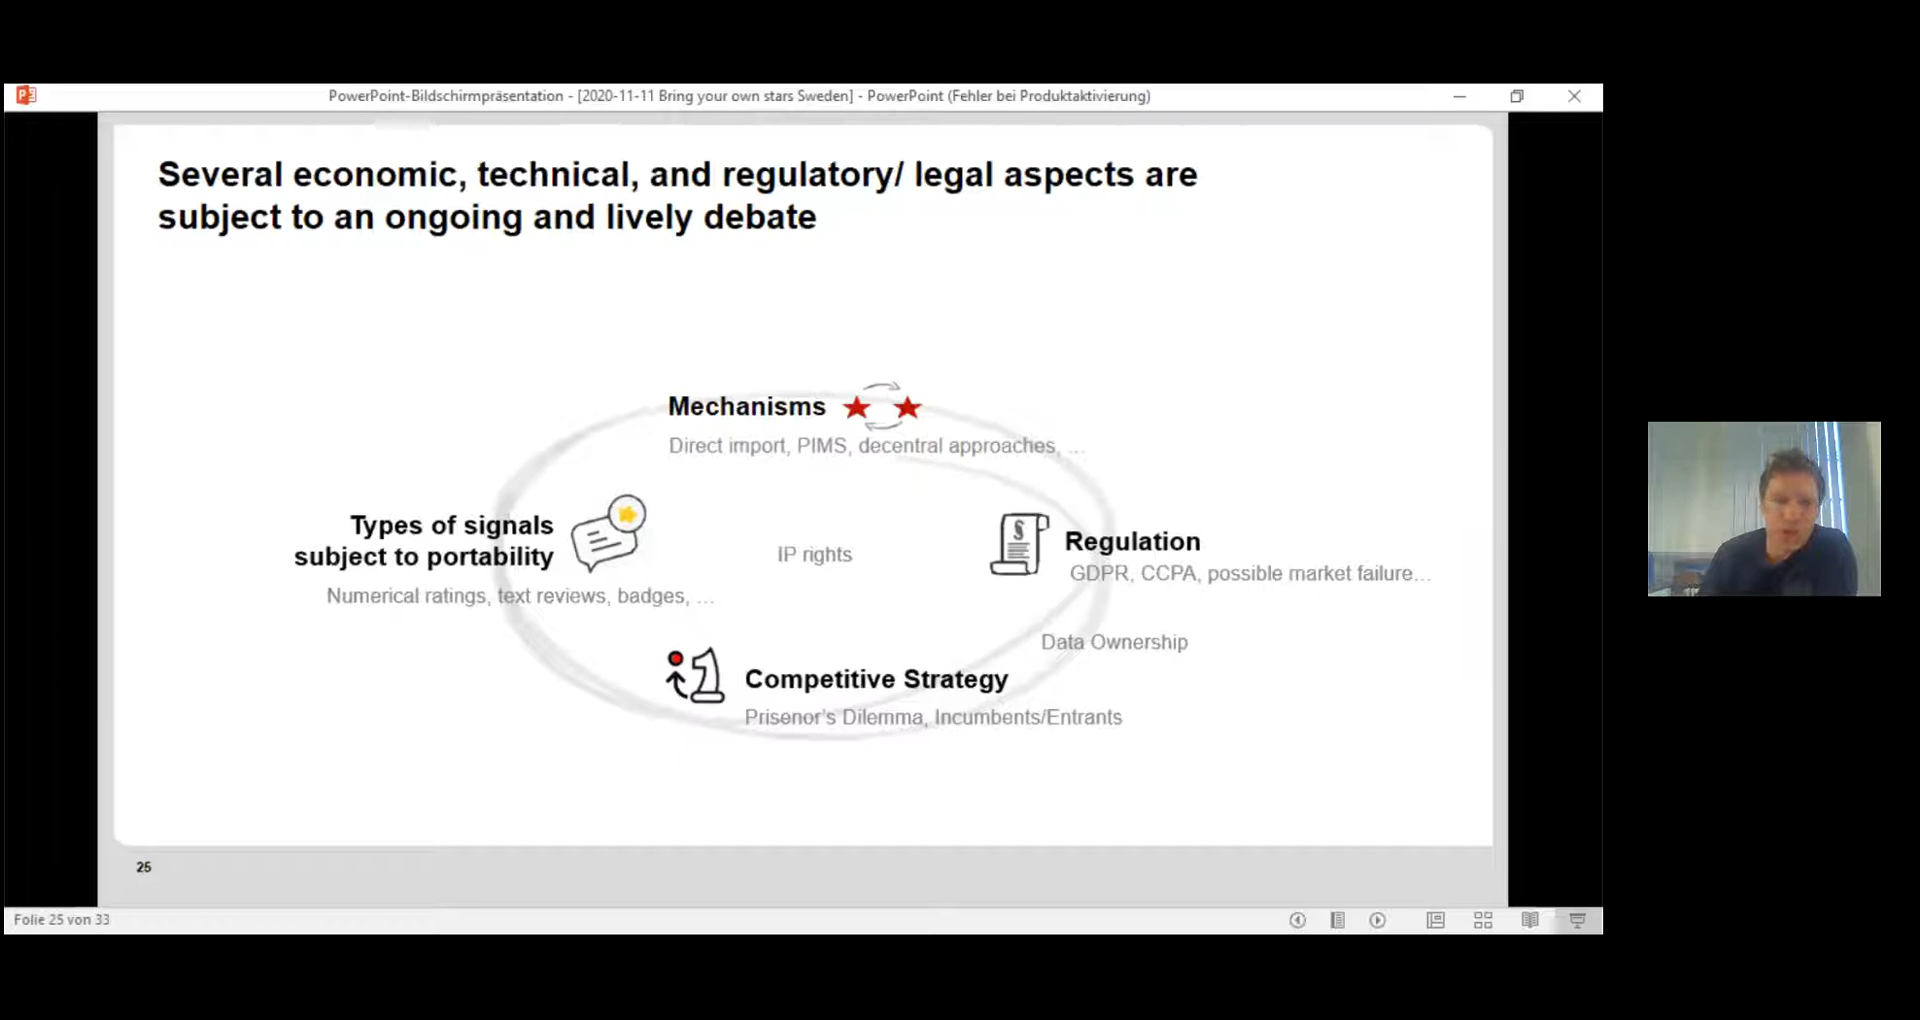 PowerPoint-Bildschirmpräsentation - [2020-11-11 Bring your own stars Sweden] - PowerPoint (Fehler bei Produktaktivierung)
Several economic, technical, and regulatory/ legal aspects are
subject to an ongoing and lively debate
Mechanisms
Direct import, PIMS, decentral approaches, ...
Types of signals
subject to portability
Numerical ratings, text reviews, badges, ...
IP rights
§
Regulation
GDPR, CCPA, possible market failure...
Data Ownership
Competitive Strategy
Prisenor's Dilemma, Incumbents/Entrants
25
Folie 25 von 33